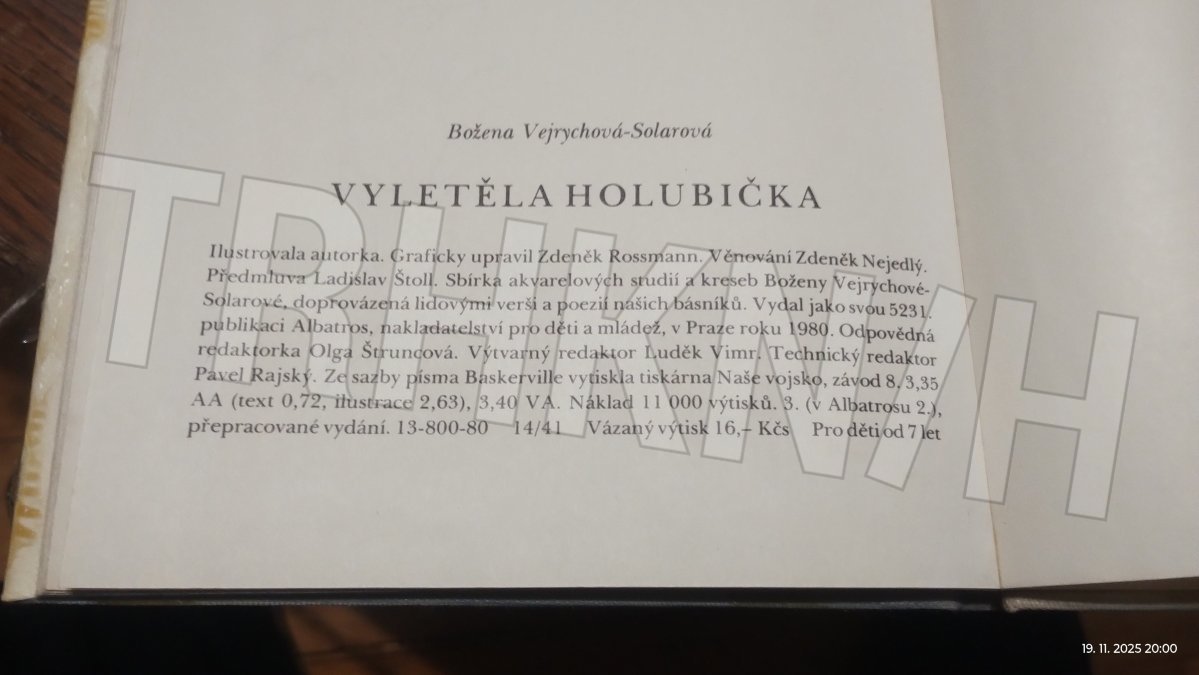 Božena Vejrychová-Solarová
VYLETĚLA HOLUBIČKA
Ilustrovala autorka. Graficky upravil Zdeněk Rossmann. Věnování Zdeněk Nejedlý.
Předmluva Ladislav Štoll. Sbírka akvarelových studií a kreseb Boženy Vejrychové-
Solarové, doprovázená lidovými verši a poezií našich básníků. Vydal jako svou 5231.
publikaci Albatros, nakladatelství pro děti a mládež, v Praze roku 1980. Odpovědná
redaktorka Olga Štruncová. Výtvarný redaktor Luděk Vimr. Technický redaktor
Pavel Rajský. Ze sazby písma Baskerville vytiskla tiskárna Naše vojsko, závod 8. 3,35
AA (text 0,72, ilustrace 2,63), 3,40 VA. Náklad 11 000 výtisků. 3. (v Albatrosu 2.),
přepracované vydání. 13-800-80 14/41 Vázaný výtisk 16,– Kčs Pro děti od 7 let
19. 11. 2025 20:00